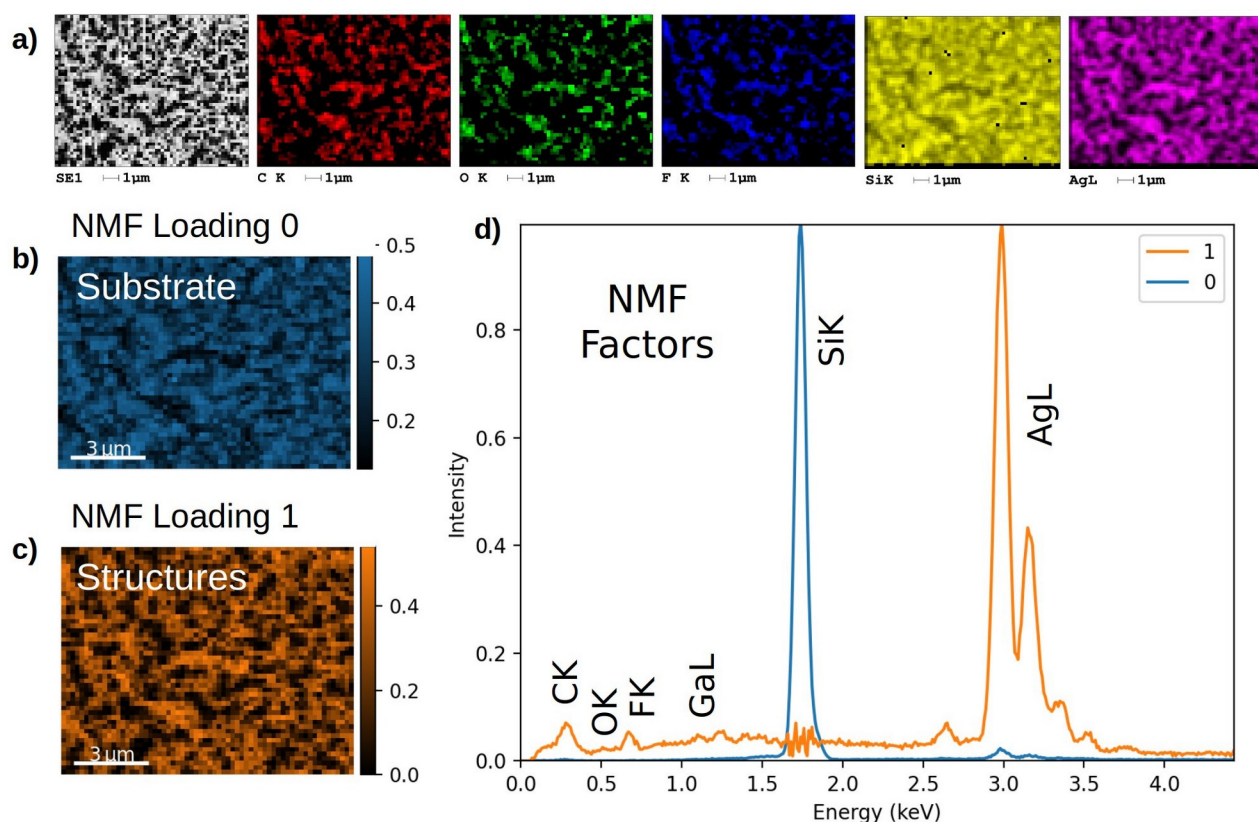 a)
SE1 1µm
C K 1µm
O K 1µm
F K 1µm
SiK 1µm
AgL 1µm
NMF Loading 0
b)
Substrate
3 µm
0.5
0.4
0.3
0.2
NMF Loading 1
c)
Structures
3 µm
0.4
0.2
0.0
d)
NMF
Factors
1
0
SiK
AgL
CK
OK
FK
GaL
Intensity
0.8
0.6
0.4
0.2
0.0
0.0 0.5 1.0 1.5 2.0 2.5 3.0 3.5 4.0
Energy (keV)